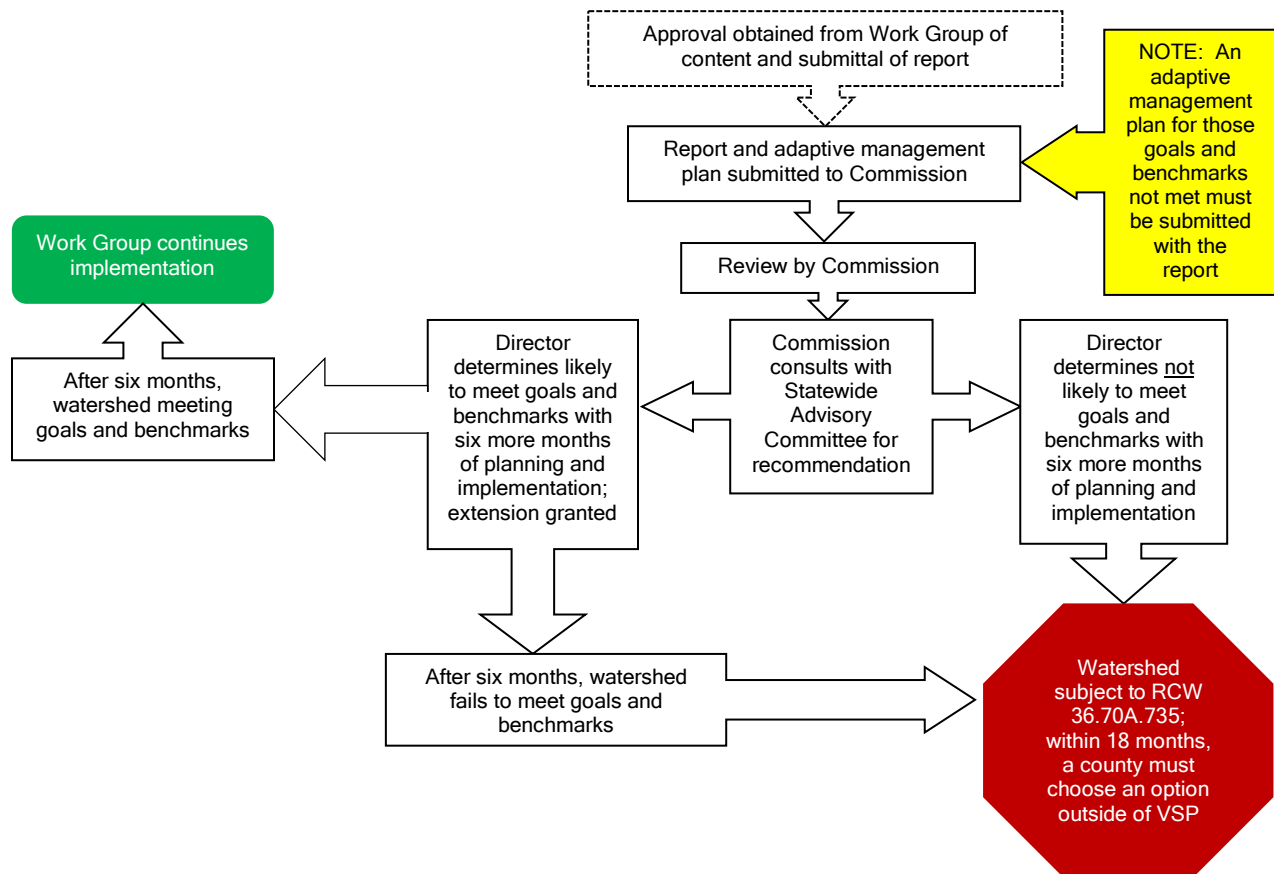 Approval obtained from Work Group of
content and submittal of report
NOTE: An
adaptive
management
plan for those
goals and
benchmarks
not met must
be submitted
with the
report
Report and adaptive management
plan submitted to Commission
Review by Commission
Work Group continues
implementation
After six months,
watershed meeting
goals and benchmarks
Director
determines likely
to meet goals and
benchmarks with
six more months
of planning and
implementation;
extension granted
Commission
consults with
Statewide
Advisory
Committee for
recommendation
Director
determines not
likely to meet
goals and
benchmarks with
six more months
of planning and
implementation
After six months, watershed
fails to meet goals and
benchmarks
Watershed
subject to RCW
36.70A.735;
within 18 months,
a county must
choose an option
outside of VSP